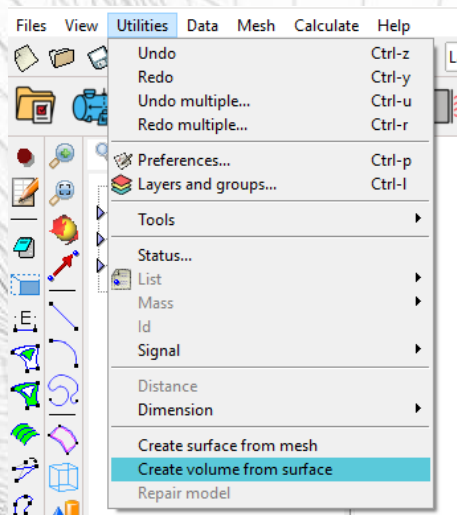 Files View Utilities Data Mesh Calculate Help
Undo Ctrl-z
L
Redo Ctrl-y
Undo multiple... Ctrl-u
Redo multiple... Ctrl-r
Preferences... Ctrl-p
Layers and groups... Ctrl-l
Tools
Status...
List
Mass
:E:
Id
Signal
Distance
Dimension
Create surface from mesh
Create volume from surface
Repair model